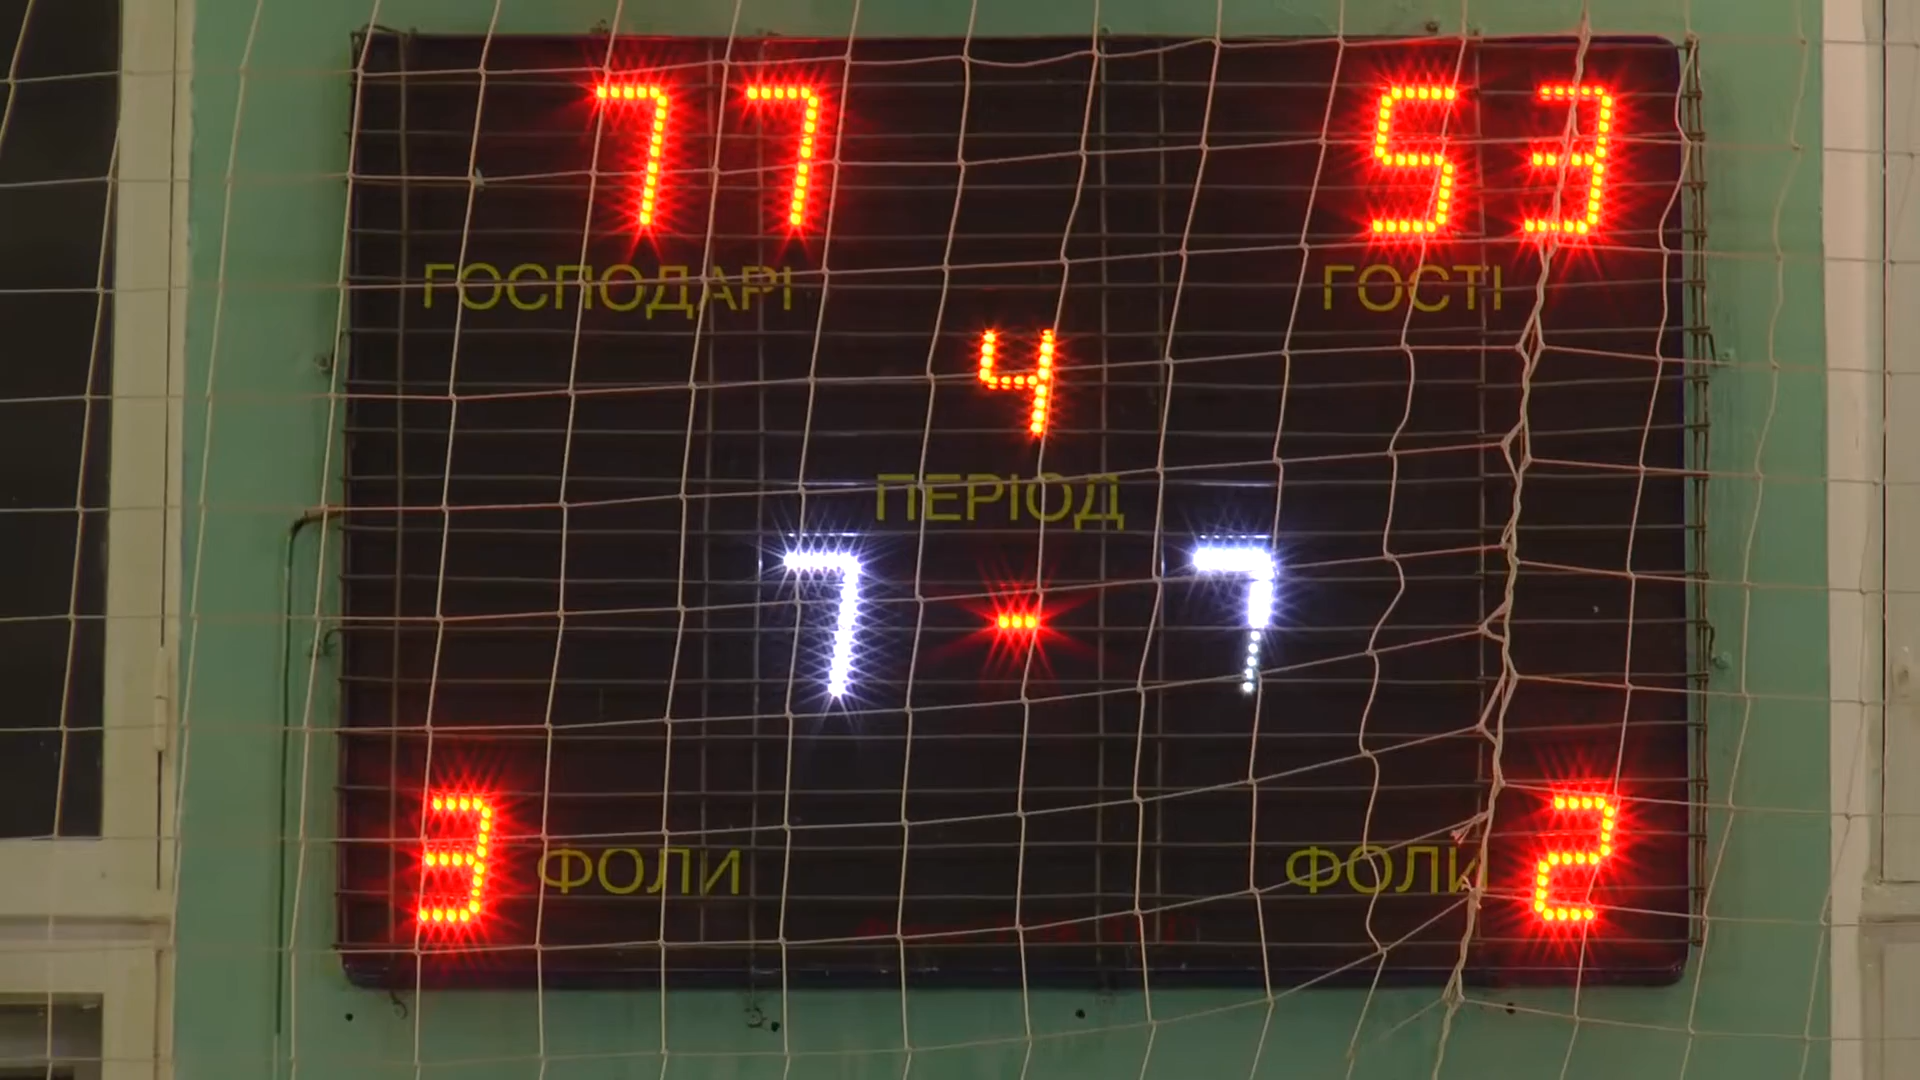 77 53
ГОСПОДАРІ ГОСТІ
4
ПЕРІОД
7 - 7
3 ФОЛИ ФОЛИ 2